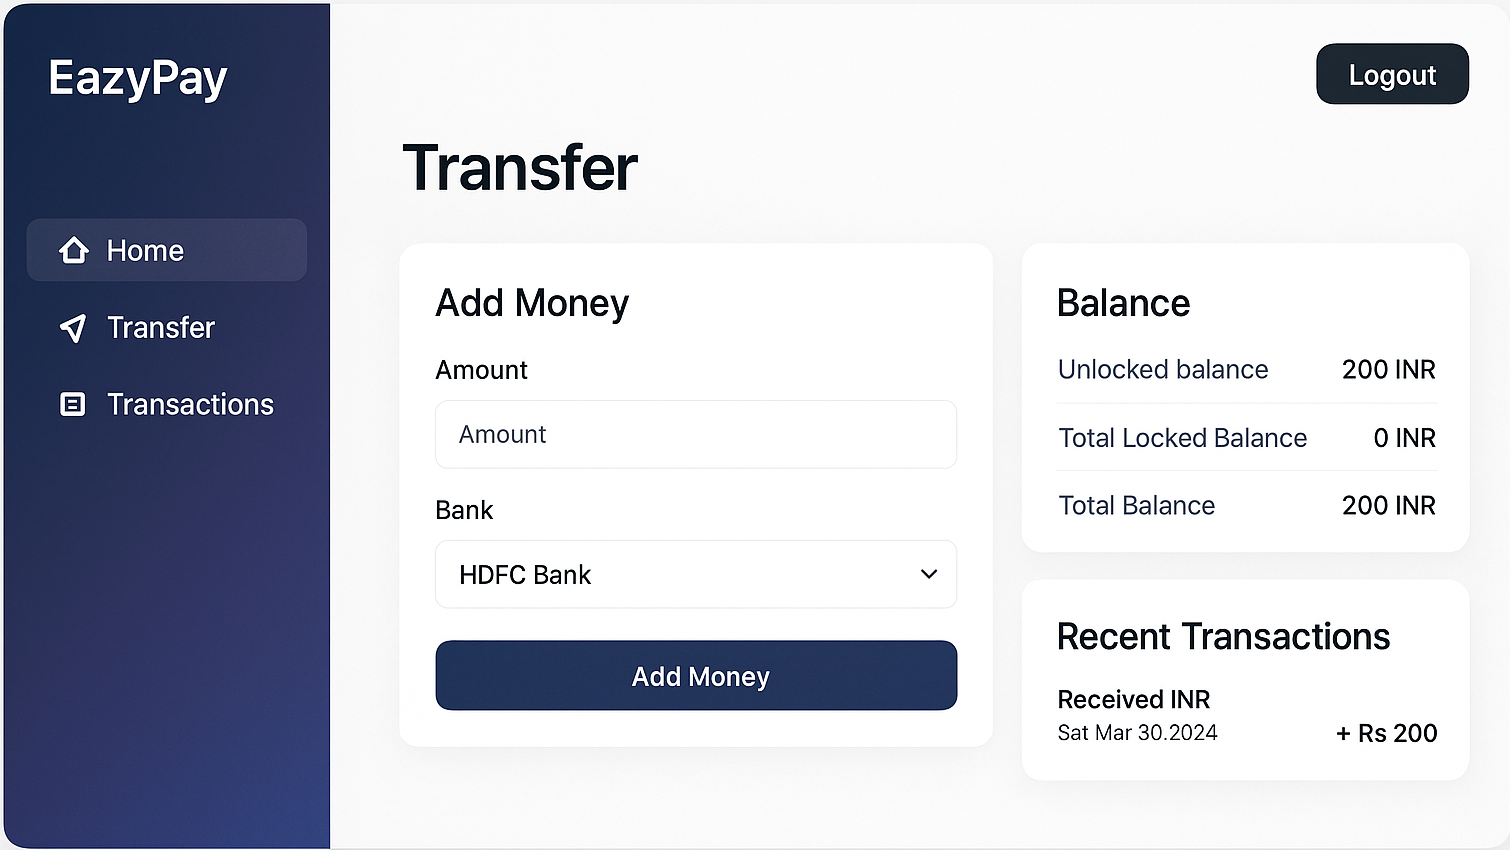 EazyPay
Logout
Home
Transfer
Transactions
Transfer
Add Money
Amount
Amount
Bank
HDFC Bank
Add Money
Balance
Unlocked balance 200 INR
Total Locked Balance 0 INR
Total Balance 200 INR
Recent Transactions
Received INR
Sat Mar 30.2024 + Rs 200